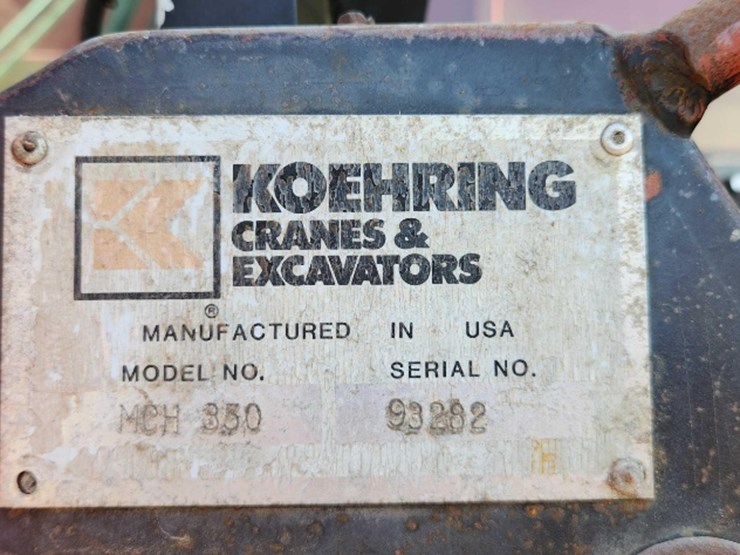 KOEHRING
CRANES &
EXCAVATORS
®
MANUFACTURED IN USA
MODEL NO. SERIAL NO.
MCH 350 93282